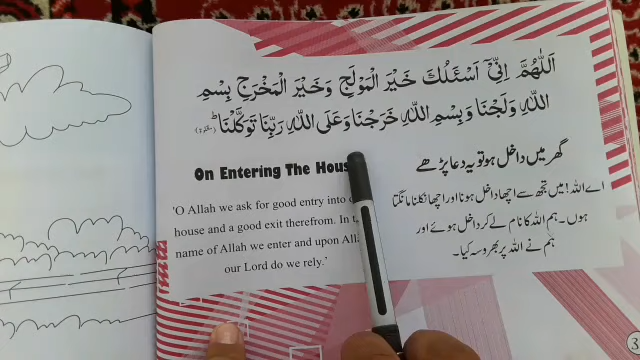 اَللّٰهُمَّ اِنِّیْٓ اَسْئَلُكَ خَیْرَ الْمَوْلَجِ وَخَیْرَ الْمَخْرَجِ بِسْمِ
اللّٰهِ وَلَجْنَا وَبِسْمِ اللّٰهِ خَرَجْنَا وَعَلَی اللّٰهِ رَبِّنَا تَوَكَّلْنَا ؕ
On Entering The
'O Allah we ask for good entry into
house and a good exit therefrom. In
name of Allah we enter and upon
our Lord do we rely.'
گھر میں داخل ہو تو یہ دعا پڑھے
اے اللہ! میں تجھ سے اچھا داخل ہونا اور اچھا نکلنا مانگتا
ہوں۔ ہم اللہ کا نام لے کر داخل ہوئے اور
ہم نے اللہ پر بھروسہ کیا۔
3